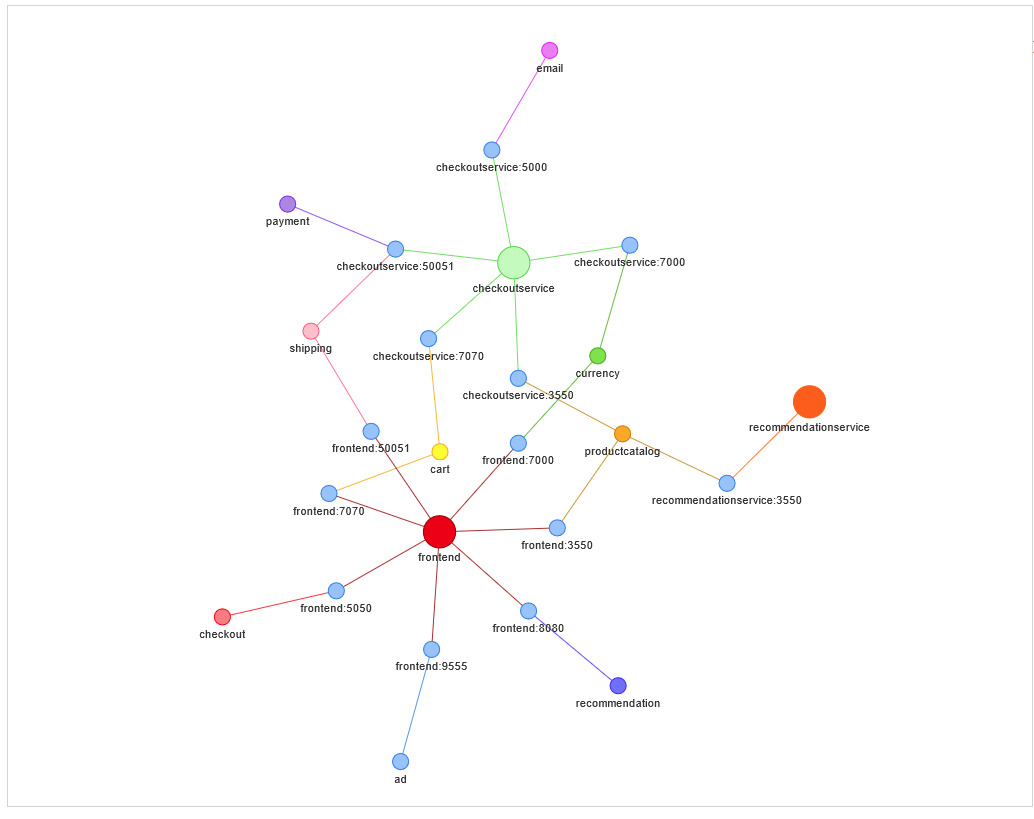 email
checkoutservice:5000
payment
checkoutservice:50051
checkoutservice:7000
checkoutservice
shipping
checkoutservice:7070
currency
checkoutservice:3550
recommendationservice
frontend:50051
cart
frontend:7000
productcatalog
recommendationservice:3550
frontend:7070
frontend:3550
frontend
frontend:5050
checkout
frontend:8080
frontend:9555
recommendation
ad